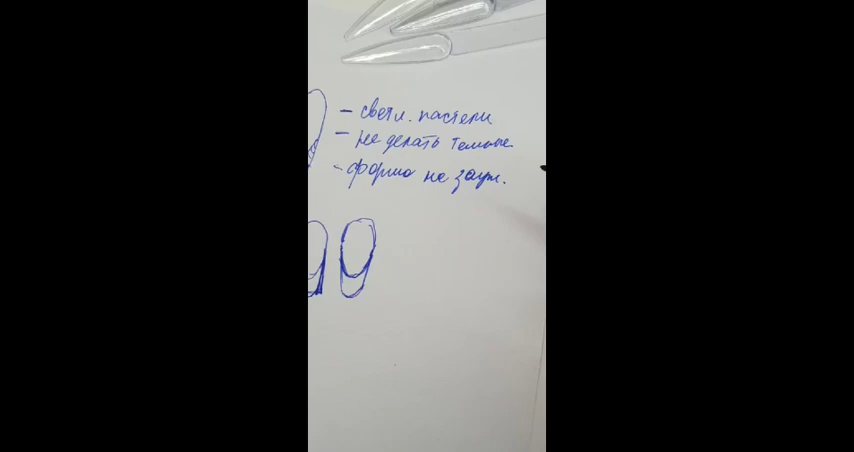 - светл. пастели
- не делать темные
- форма не зауж.